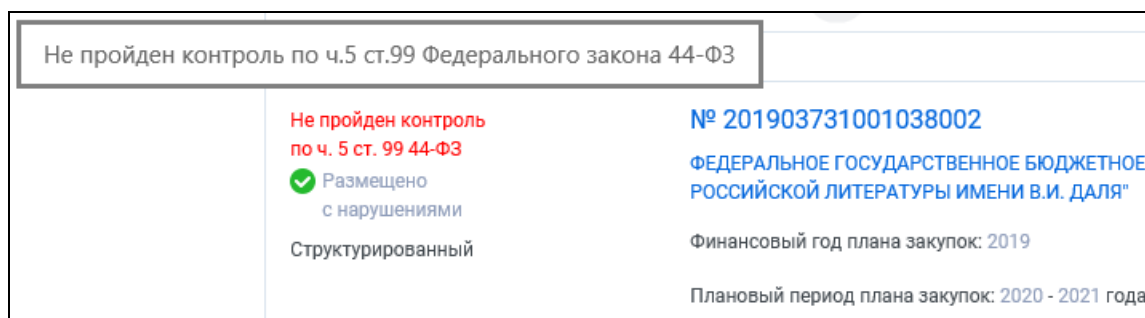 Не пройден контроль по ч.5 ст.99 Федерального закона 44-ФЗ
Не пройден контроль
по ч. 5 ст. 99 44-ФЗ
Размещено
с нарушениями
Структурированный
№ 201903731001038002
ФЕДЕРАЛЬНОЕ ГОСУДАРСТВЕННОЕ БЮДЖЕТНОЕ
РОССИЙСКОЙ ЛИТЕРАТУРЫ ИМЕНИ В.И. ДАЛЯ"
Финансовый год плана закупок: 2019
Плановый период плана закупок: 2020 - 2021 года